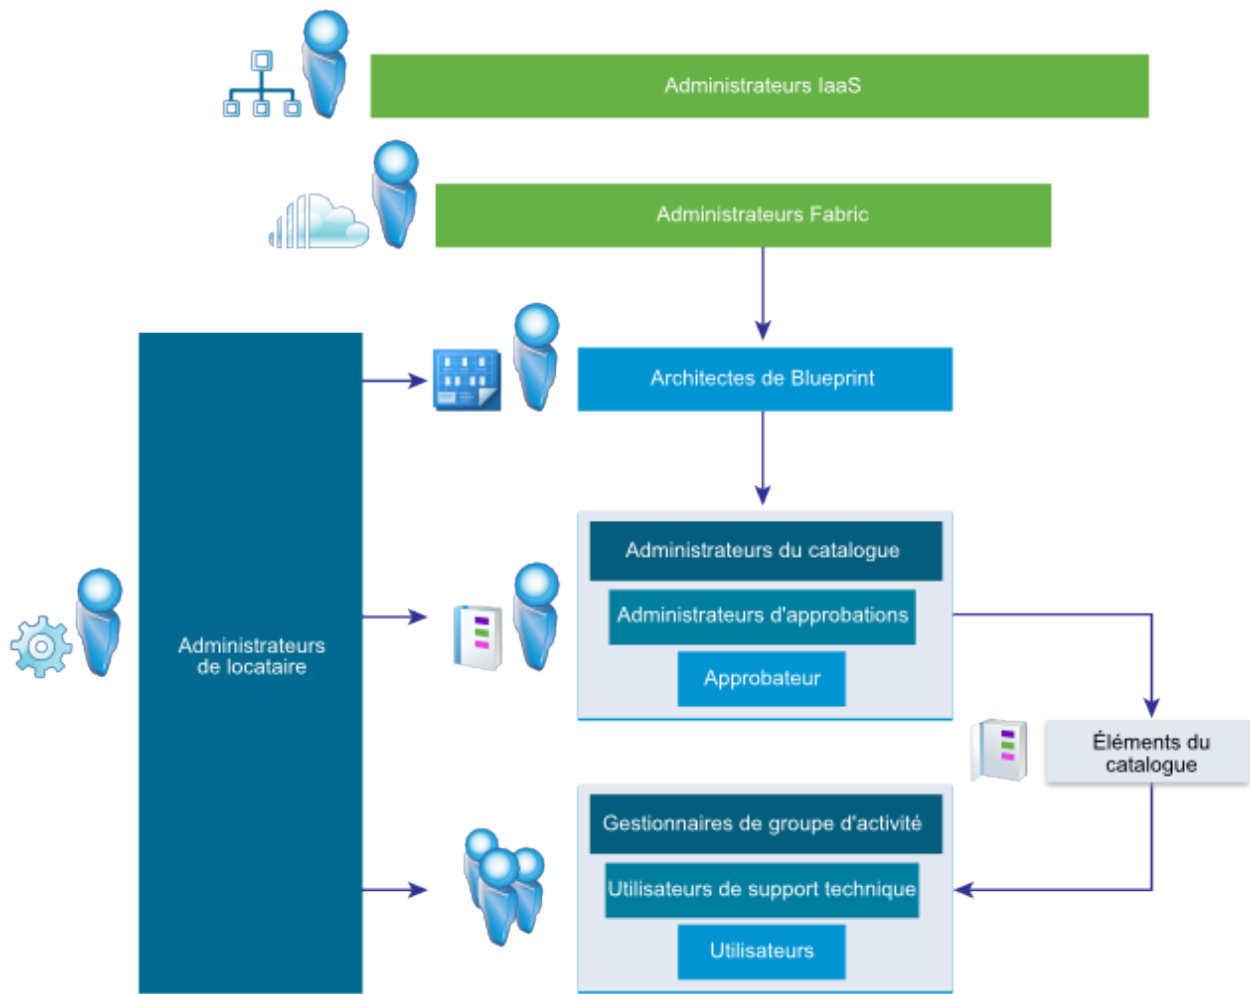 Administrateurs IaaS
Administrateurs Fabric
Architectes de Blueprint
Administrateurs du catalogue
Administrateurs d'approbations
Approbateur
Administrateurs
de locataire
Éléments du
catalogue
Gestionnaires de groupe d'activité
Utilisateurs de support technique
Utilisateurs